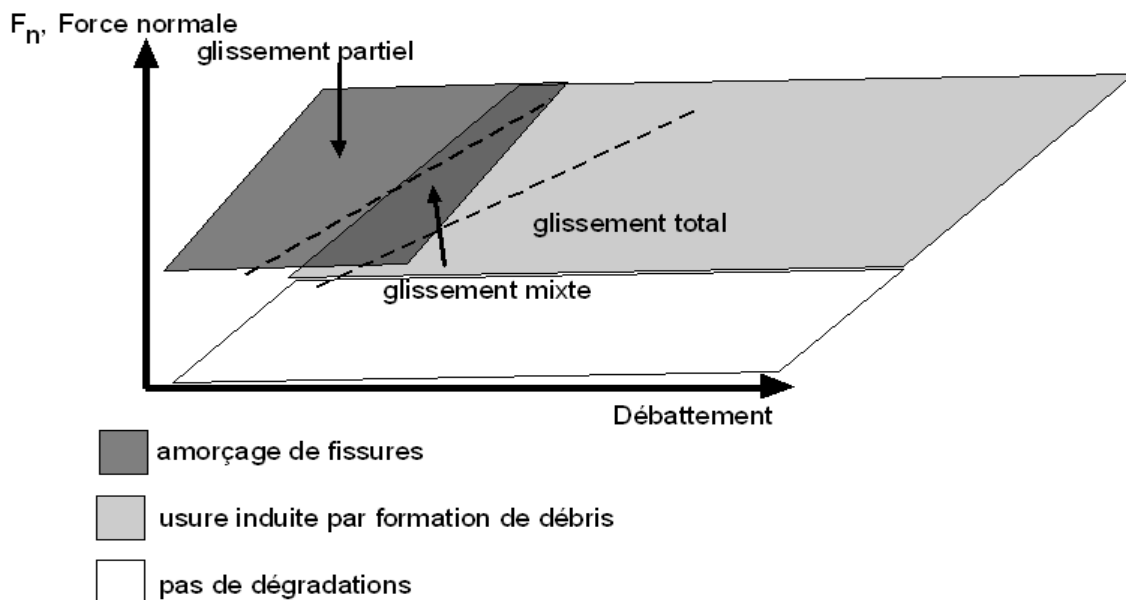 Fn, Force normale
glissement partiel
glissement total
glissement mixte
Débattement
amorçage de fissures
usure induite par formation de débris
pas de dégradations